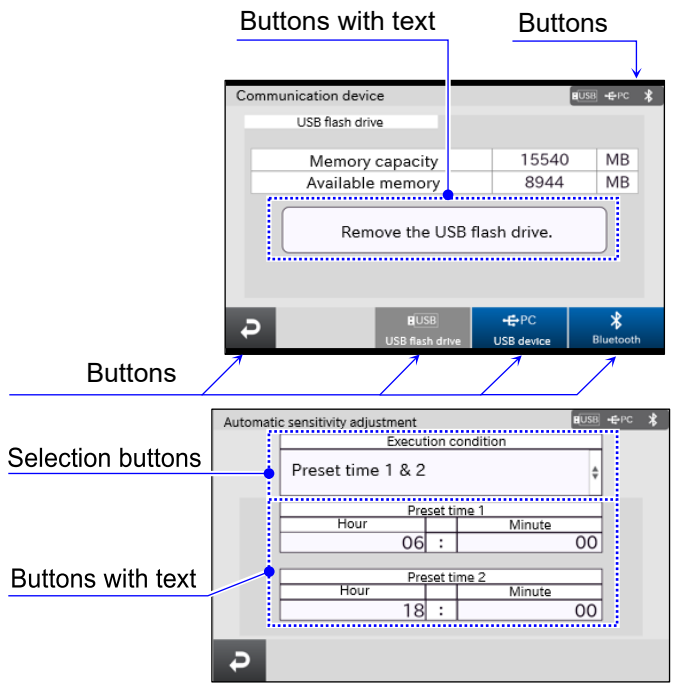 Buttons with text
Buttons
Communication device
USB PC
USB flash drive
Memory capacity 15540 MB
Available memory 8944 MB
Remove the USB flash drive.
USB PC
USB flash drive USB device Bluetooth
Buttons
Automatic sensitivity adjustment
USB PC
Execution condition
Selection buttons
Preset time 1 & 2
Preset time 1
Hour Minute
06 : 00
Buttons with text
Preset time 2
Hour Minute
18 : 00